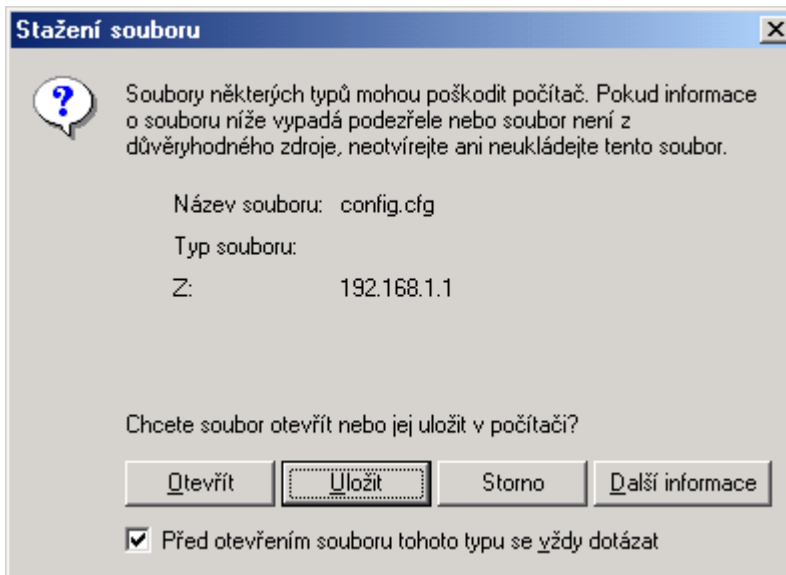 Stažení souboru
Soubory některých typů mohou poškodit počítač. Pokud informace
o souboru níže vypadá podezřele nebo soubor není z
důvěryhodného zdroje, neotvírejte ani neukládejte tento soubor.
Název souboru: config.cfg
Typ souboru:
Z: 192.168.1.1
Chcete soubor otevřít nebo jej uložit v počítači?
Otevřít Uložit Storno Další informace
Před otevřením souboru tohoto typu se vždy dotázat